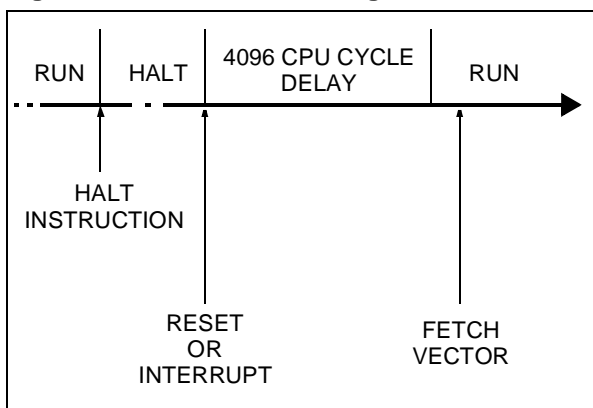 RUN
HALT
4096 CPU CYCLE
DELAY
RUN
HALT
INSTRUCTION
RESET
OR
INTERRUPT
FETCH
VECTOR